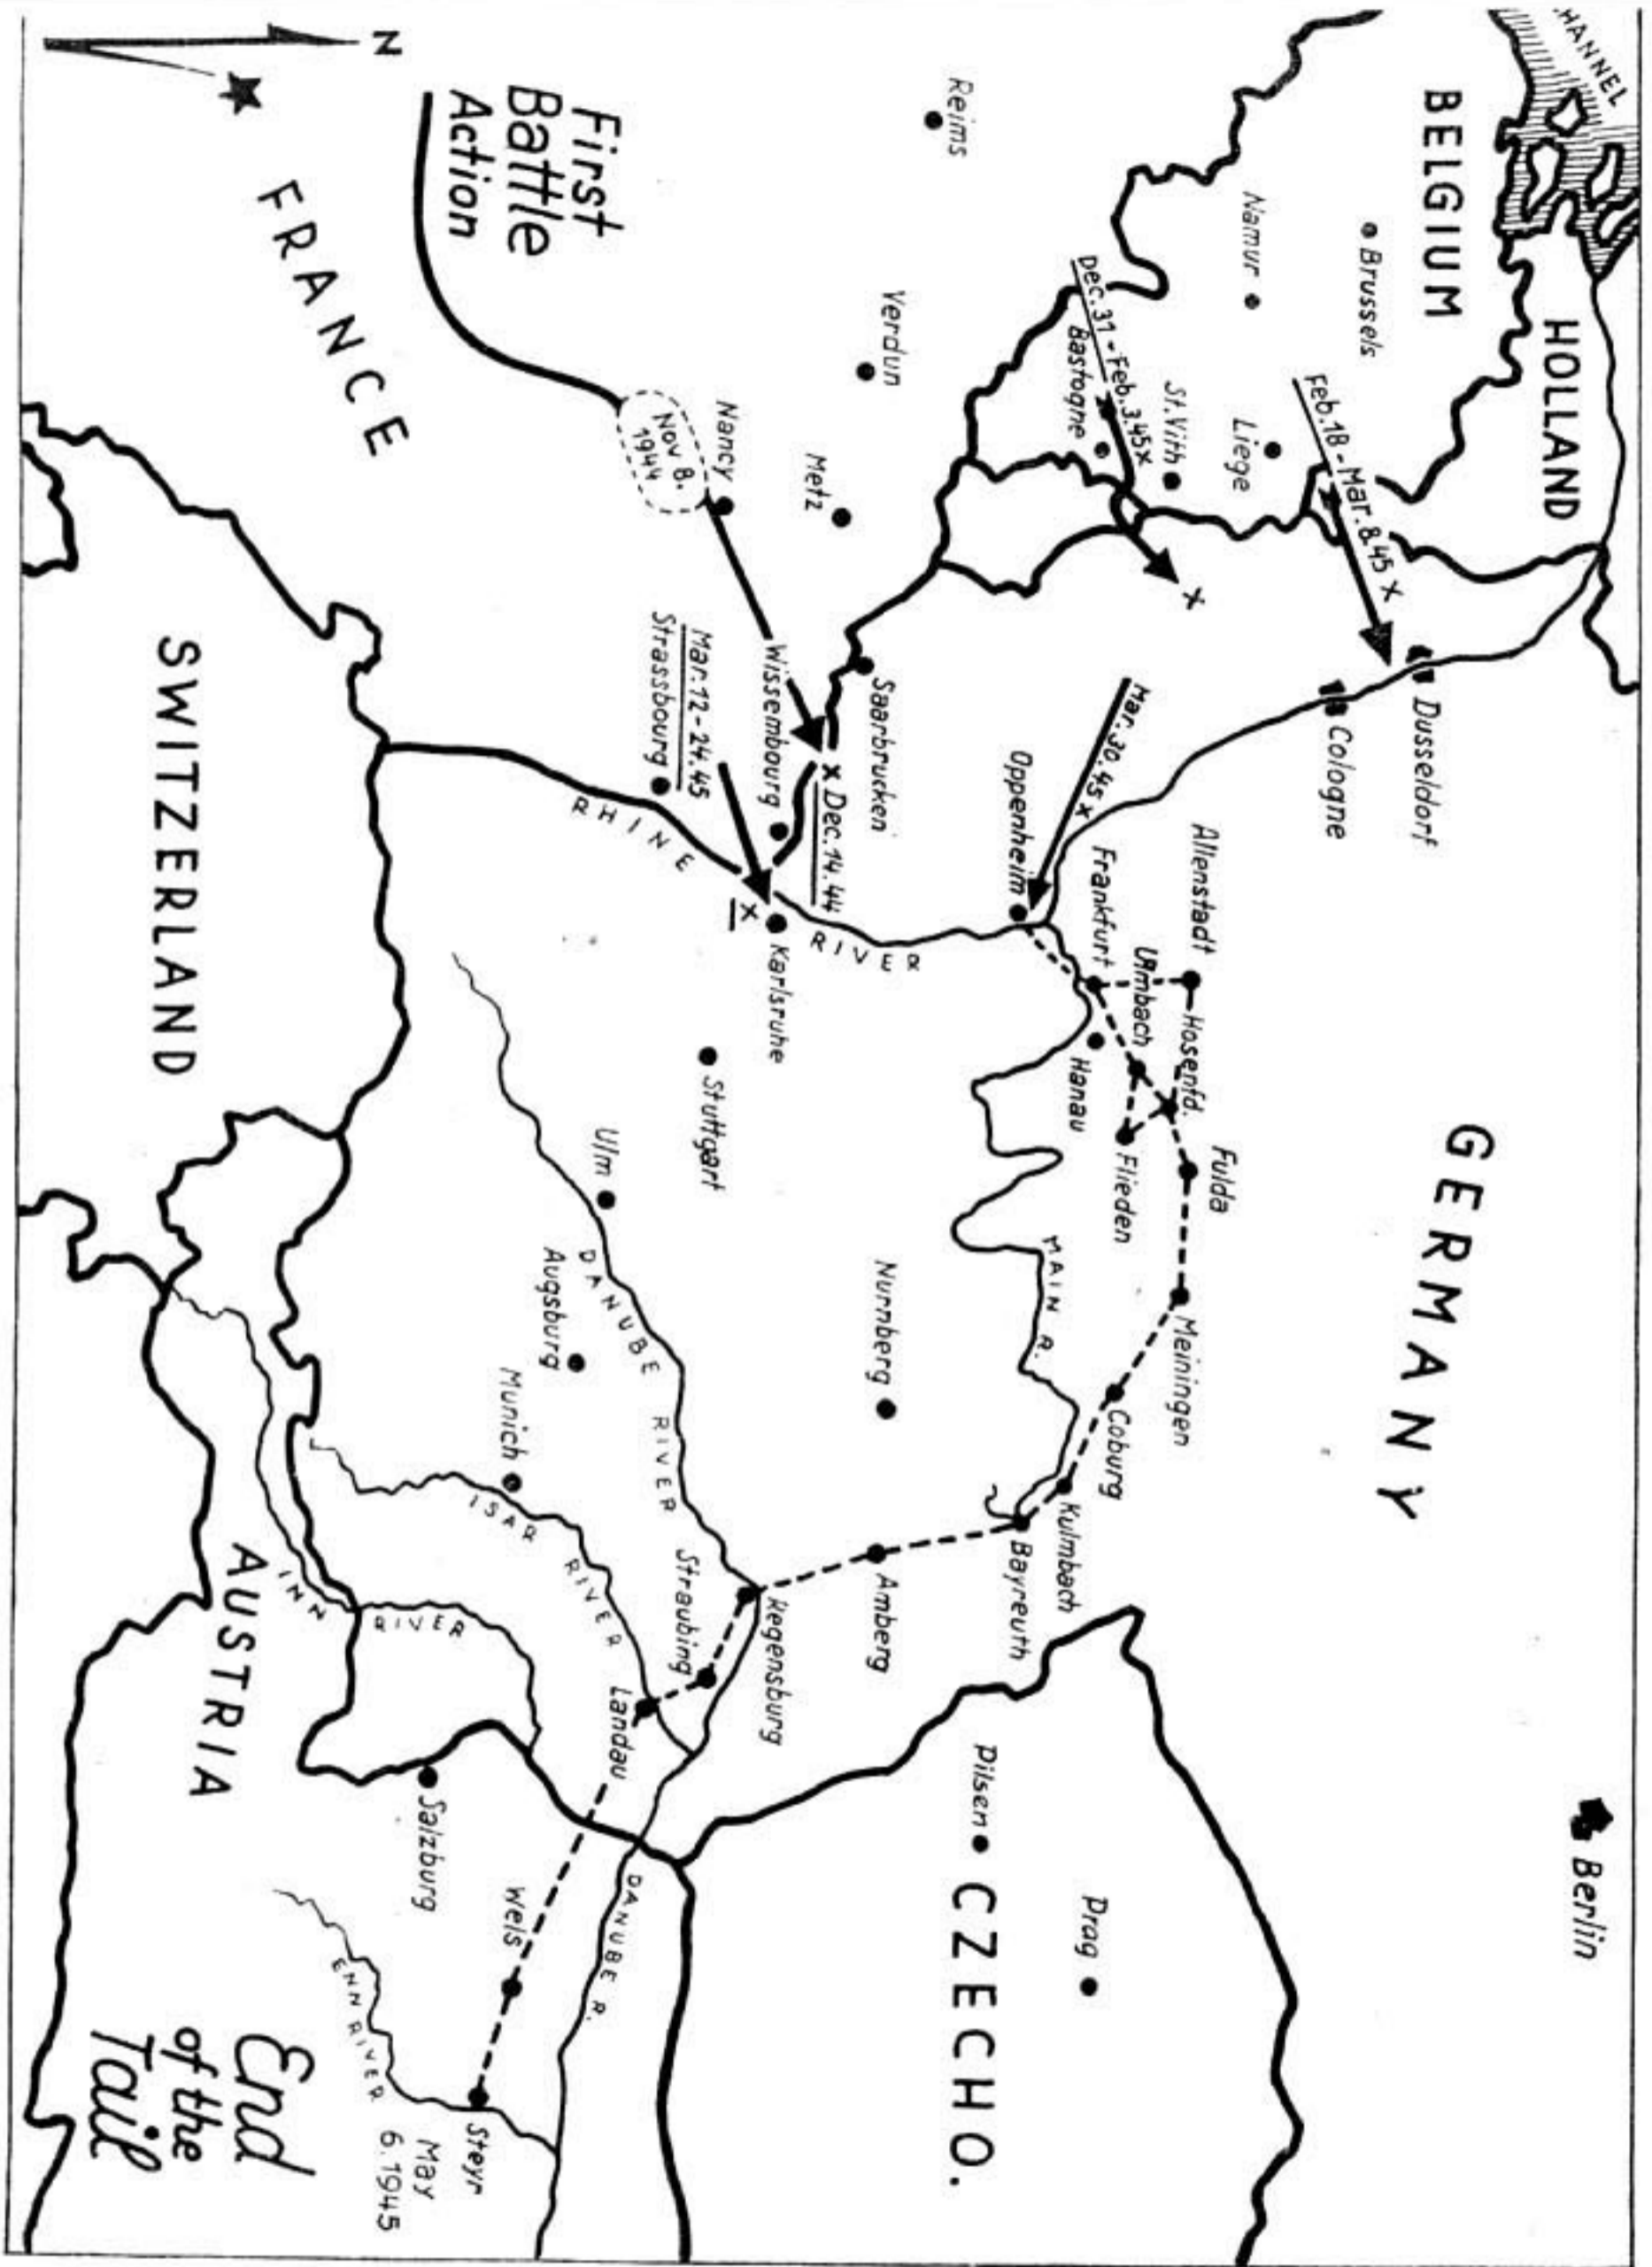 CHANNEL
HOLLAND
BELGIUM
Brussels
Namur
Liege
St. Vith
Bastogne
Feb. 18 - Mar. 8. 45 X
Dec. 31 - Feb. 3. 45 X
X
Dusseldorf
Cologne
Berlin
GERMANY
Mar. 30. 45 X
Allenstadt
Hosenfd.
Fulda
Meiningen
Frankfurt
Hanau
Flieden
Coburg
Kulmbach
Oppenheim
MAIN R.
Bayreuth
Prag
Pilsen
CZECHO.
Reims
Verdun
Metz
Nancy
Nov 8.
1944
Saarbrucken
X Dec. 14. 44
Wissembourg
Mar. 12 - 24. 45
X
Strassbourg
RHINE
RIVER
Karlsruhe
Stuttgart
Nurnberg
Amberg
Regensburg
Straubing
Landau
Ulm
DANUBE RIVER
Augsburg
Munich
ISAR RIVER
DANUBE R.
First
Battle
Action
FRANCE
N
SWITZERLAND
AUSTRIA
INN RIVER
Salzburg
Wels
ENN RIVER
Steyr
May
6. 1945
End
of the
Tail